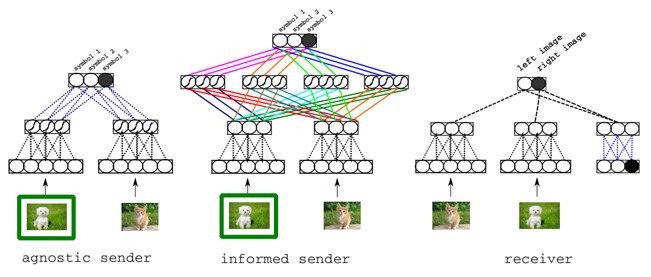 symbol 1
symbol 2
symbol 3
symbol 1
symbol 2
symbol 3
left image
right image
agnostic sender
informed sender
receiver